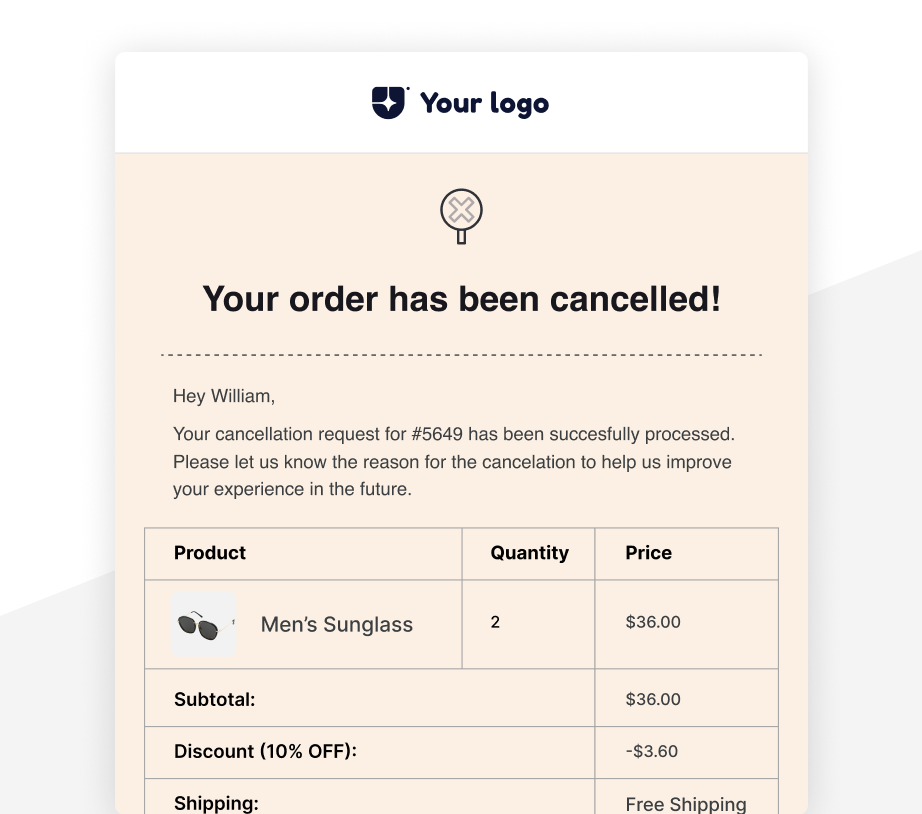 Your logo
Your order has been cancelled!
Hey William,
Your cancellation request for #5649 has been succesfully processed.
Please let us know the reason for the cancelation to help us improve
your experience in the future.
Product Quantity Price
Men’s Sunglass 2 $36.00
Subtotal: $36.00
Discount (10% OFF): -$3.60
Shipping: Free Shipping